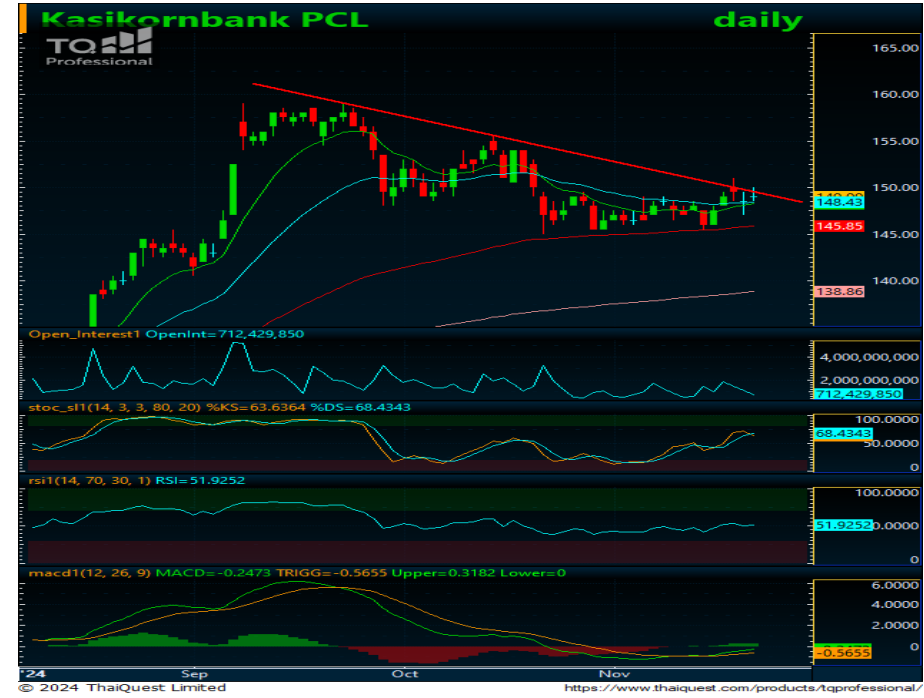 Kasikornbank PCL daily
TQ
Professional
165.00
160.00
155.00
150.00
148.43
145.85
145.00
140.00
138.86
Open_Interest1 OpenInt=712,429,850
4,000,000,000
2,000,000,000
712,429,850
stoc_sl1(14, 3, 3, 80, 20) %KS=63.6364 %DS=68.4343
100.0000
68.4343
50.0000
0
rsi1(14, 70, 30, 1) RSI=51.9252
100.0000
51.9252
0
macd1(12, 26, 9) MACD=-0.2473 TRIGG=-0.5655 Upper=0.3182 Lower=0
6.0000
4.0000
2.0000
0
-0.5655
'24 Sep Oct Nov
© 2024 ThaiQuest Limited https://www.thaiquest.com/products/tqprofessional/